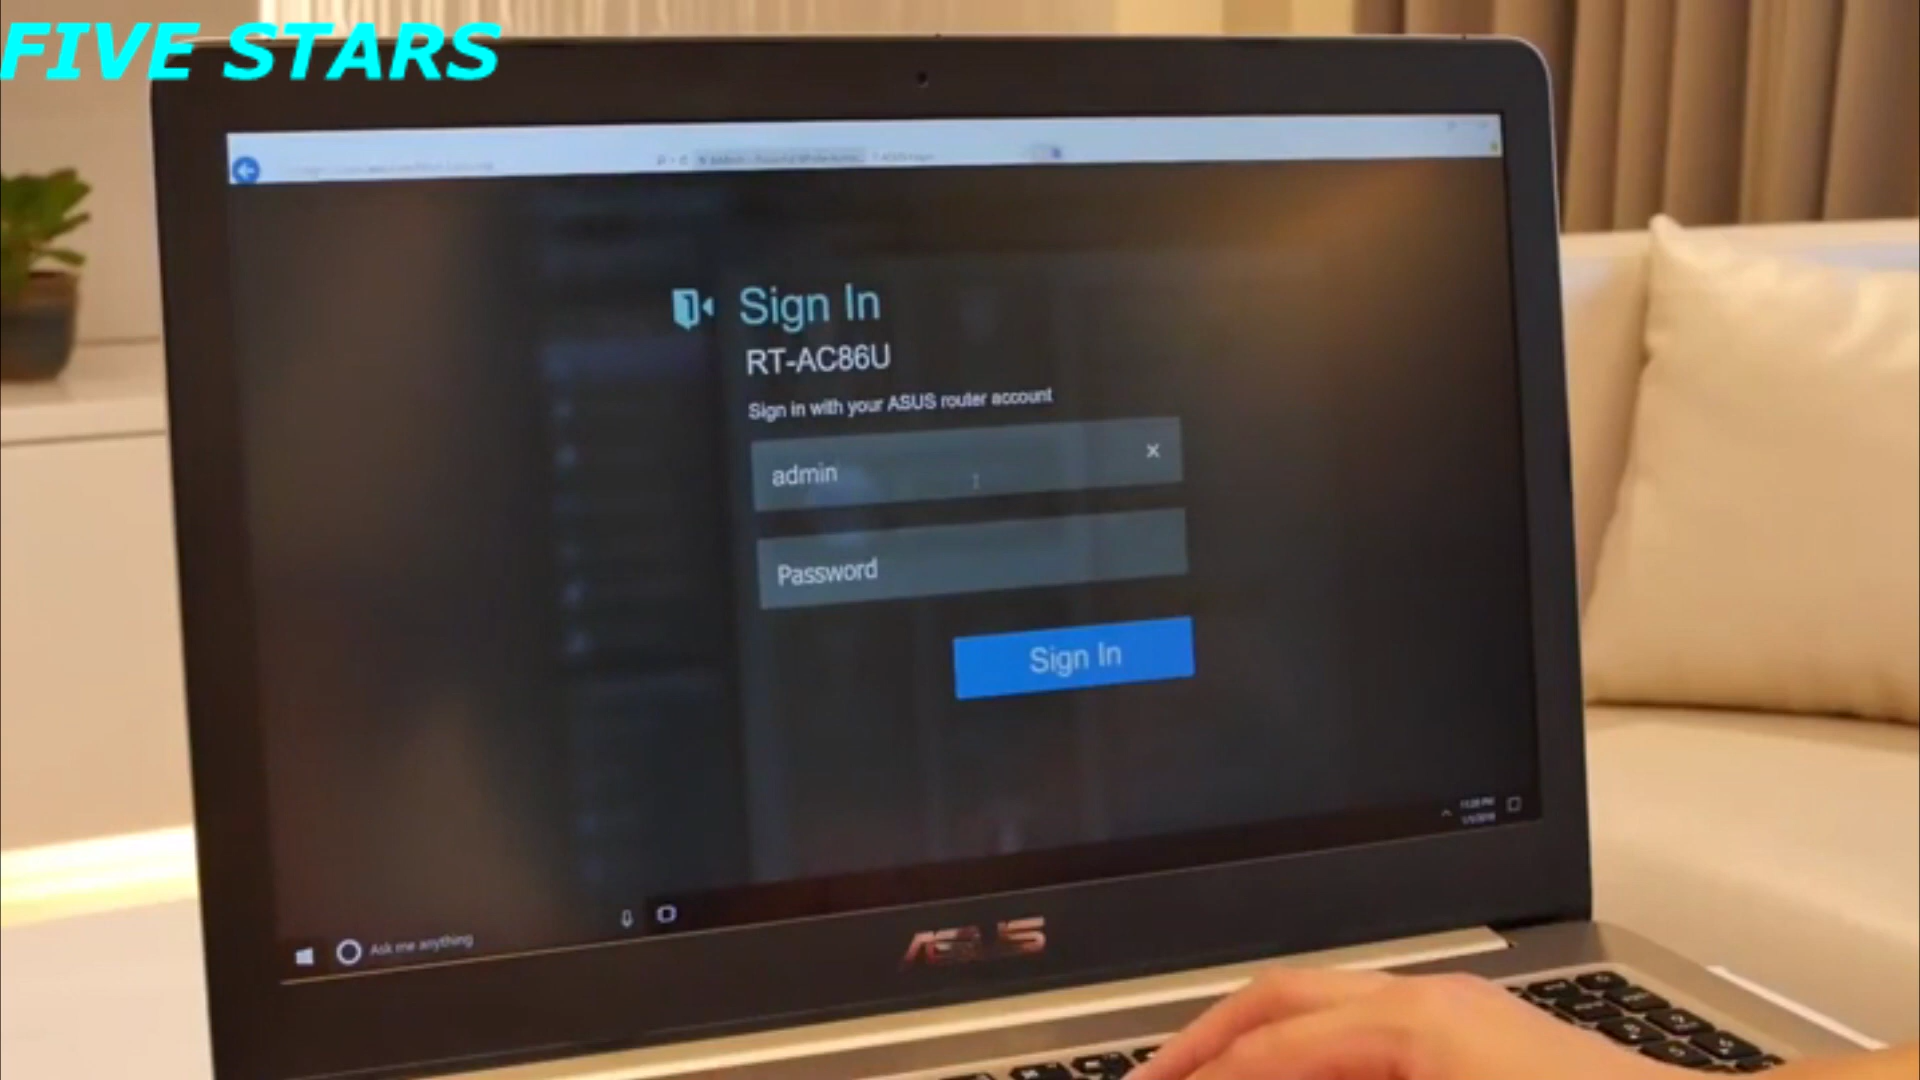 FIVE STARS
Sign In
RT-AC86U
Sign in with your ASUS router account
admin
Password
Sign In
Ask me anything
ASUS